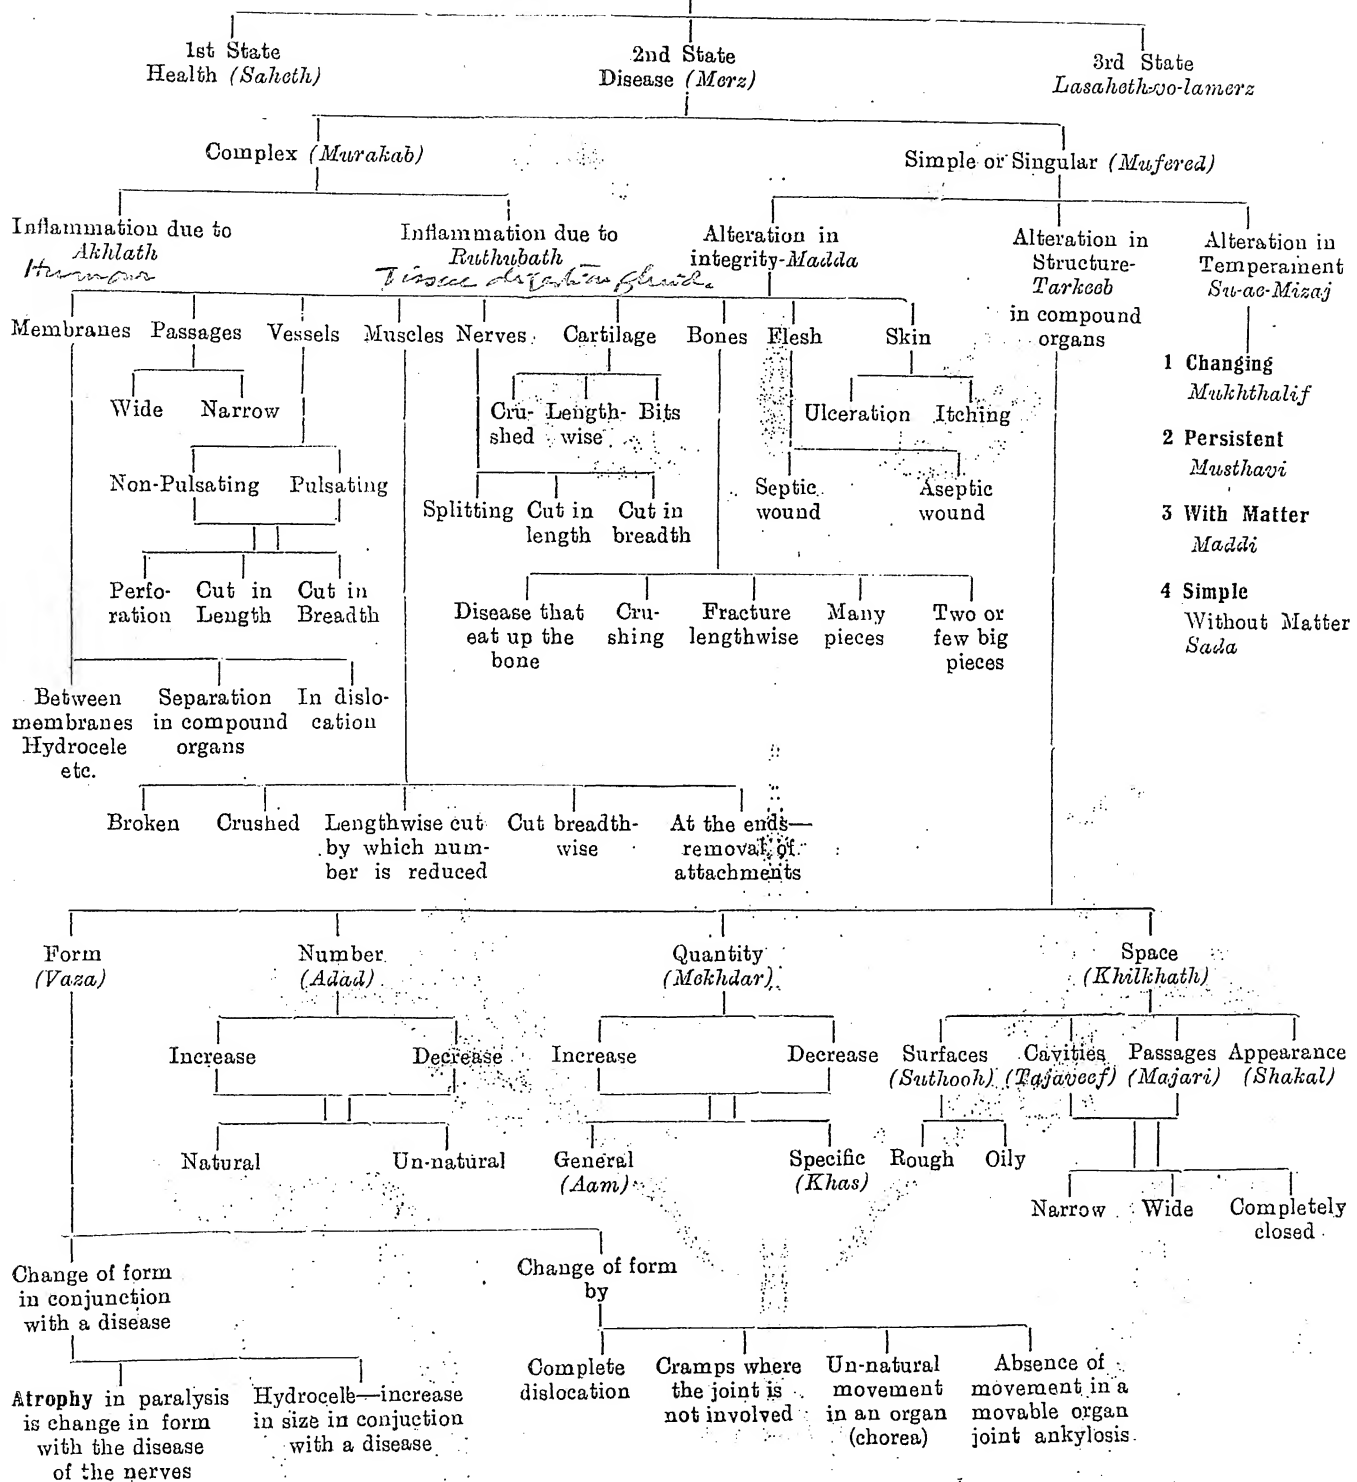 1st State
Health (Saheth)
2nd State
Disease (Merz)
3rd State
Lasaheth-wo-lamerz
Complex (Murakab)
Simple or Singular (Mufered)
Inflammation due to
Akhlath
Humour
Inflammation due to
Ruthubath
Tissue digestion fluid.
Alteration in
integrity-Madda
Alteration in
Structure-
Tarkeeb
in compound
organs
Alteration in
Temperament
Su-ae-Mizaj
Membranes
Passages
Vessels
Muscles
Nerves
Cartilage
Bones
Flesh
Skin
1 Changing
Mukhthalif
2 Persistent
Musthavi
3 With Matter
Maddi
4 Simple
Without Matter
Sada
Wide
Narrow
Cru-
shed
Length-
wise
Bits
Ulceration
Itching
Non-Pulsating
Pulsating
Splitting
Cut in
length
Cut in
breadth
Septic
wound
Aseptic
wound
Perfo-
ration
Cut in
Length
Cut in
Breadth
Disease that
eat up the
bone
Cru-
shing
Fracture
lengthwise
Many
pieces
Two or
few big
pieces
Between
membranes
Hydrocele
etc.
Separation
in compound
organs
In dislo-
cation
Broken
Crushed
Lengthwise cut
by which num-
ber is reduced
Cut breadth-
wise
At the ends—
removal of
attachments
Form
(Vaza)
Number
(Adad)
Quantity
(Mekhdar)
Space
(Khilkhath)
Increase
Decrease
Increase
Decrease
Surfaces
(Suthooh)
Cavities
(Tajaveef)
Passages
(Majari)
Appearance
(Shakal)
Natural
Un-natural
General
(Aam)
Specific
(Khas)
Rough
Oily
Narrow
Wide
Completely
closed
Change of form
in conjunction
with a disease
Change of form
by
Atrophy in paralysis
is change in form
with the disease
of the nerves
Hydrocele—increase
in size in conjuction
with a disease
Complete
dislocation
Cramps where
the joint is
not involved
Un-natural
movement
in an organ
(chorea)
Absence of
movement in a
movable organ
joint ankylosis.